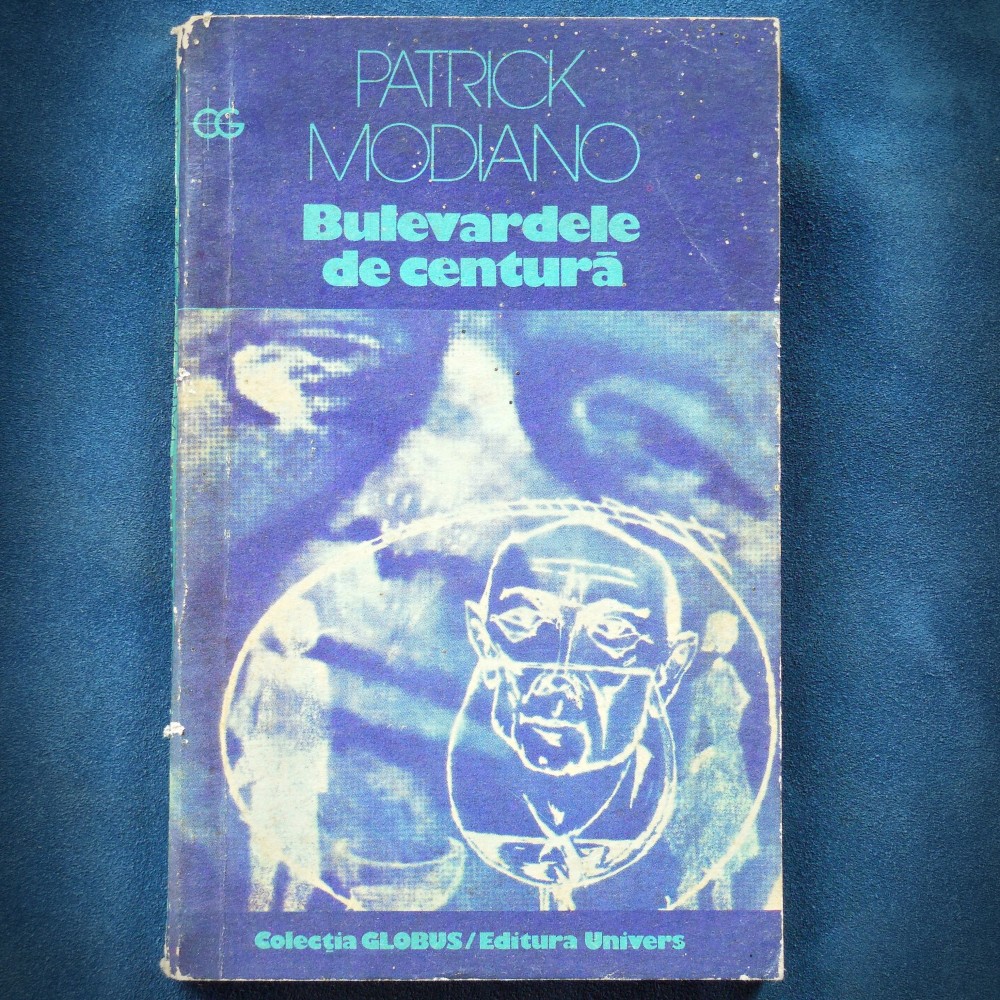 PATRICK
MODIANO
CG
Bulevardele
de centură
Colecția GLOBUS/Editura Univers